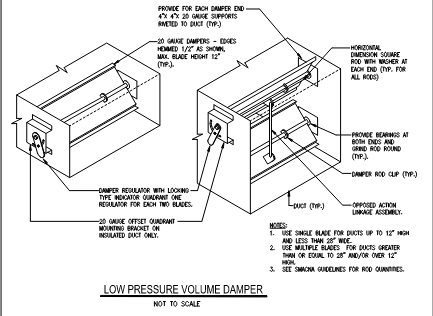 PROVIDE FOR EACH DAMPER END
4"X 4"X 20 GAUGE SUPPORTS
RIVETED TO DUCT (TYP.)
20 GAUGE DAMPERS - EDGES
HEMMED 1/2" AS SHOWN,
MAX. BLADE HEIGHT 12"
(TYP.).
HORIZONTAL
DIMENSION SQUARE
ROD WITH WASHER AT
EACH END (TYP. FOR
ALL RODS)
PROVIDE BEARINGS AT
BOTH ENDS AND
GRIND ROD ROUND
(TYP.).
DAMPER ROD CLIP (TYP.)
OPPOSED ACTION
LINKAGE ASSEMBLY.
DUCT (TYP.)
DAMPER REGULATOR WITH LOCKING
TYPE INDICATOR QUADRANT ONE
REGULATOR FOR EACH TWO BLADES.
20 GAUGE OFFSET QUADRANT
MOUNTING BRACKET ON
INSULATED DUCT ONLY.
NOTES:
1. USE SINGLE BLADE FOR DUCTS UP TO 12" HIGH
AND LESS THAN 28" WIDE.
2. USE MULTIPLE BLADES FOR DUCTS GREATER
THAN OR EQUAL TO 28" AND/OR OVER 12"
HIGH.
3. SEE SMACNA GUIDELINES FOR ROD QUANTITIES.
LOW PRESSURE VOLUME DAMPER
NOT TO SCALE